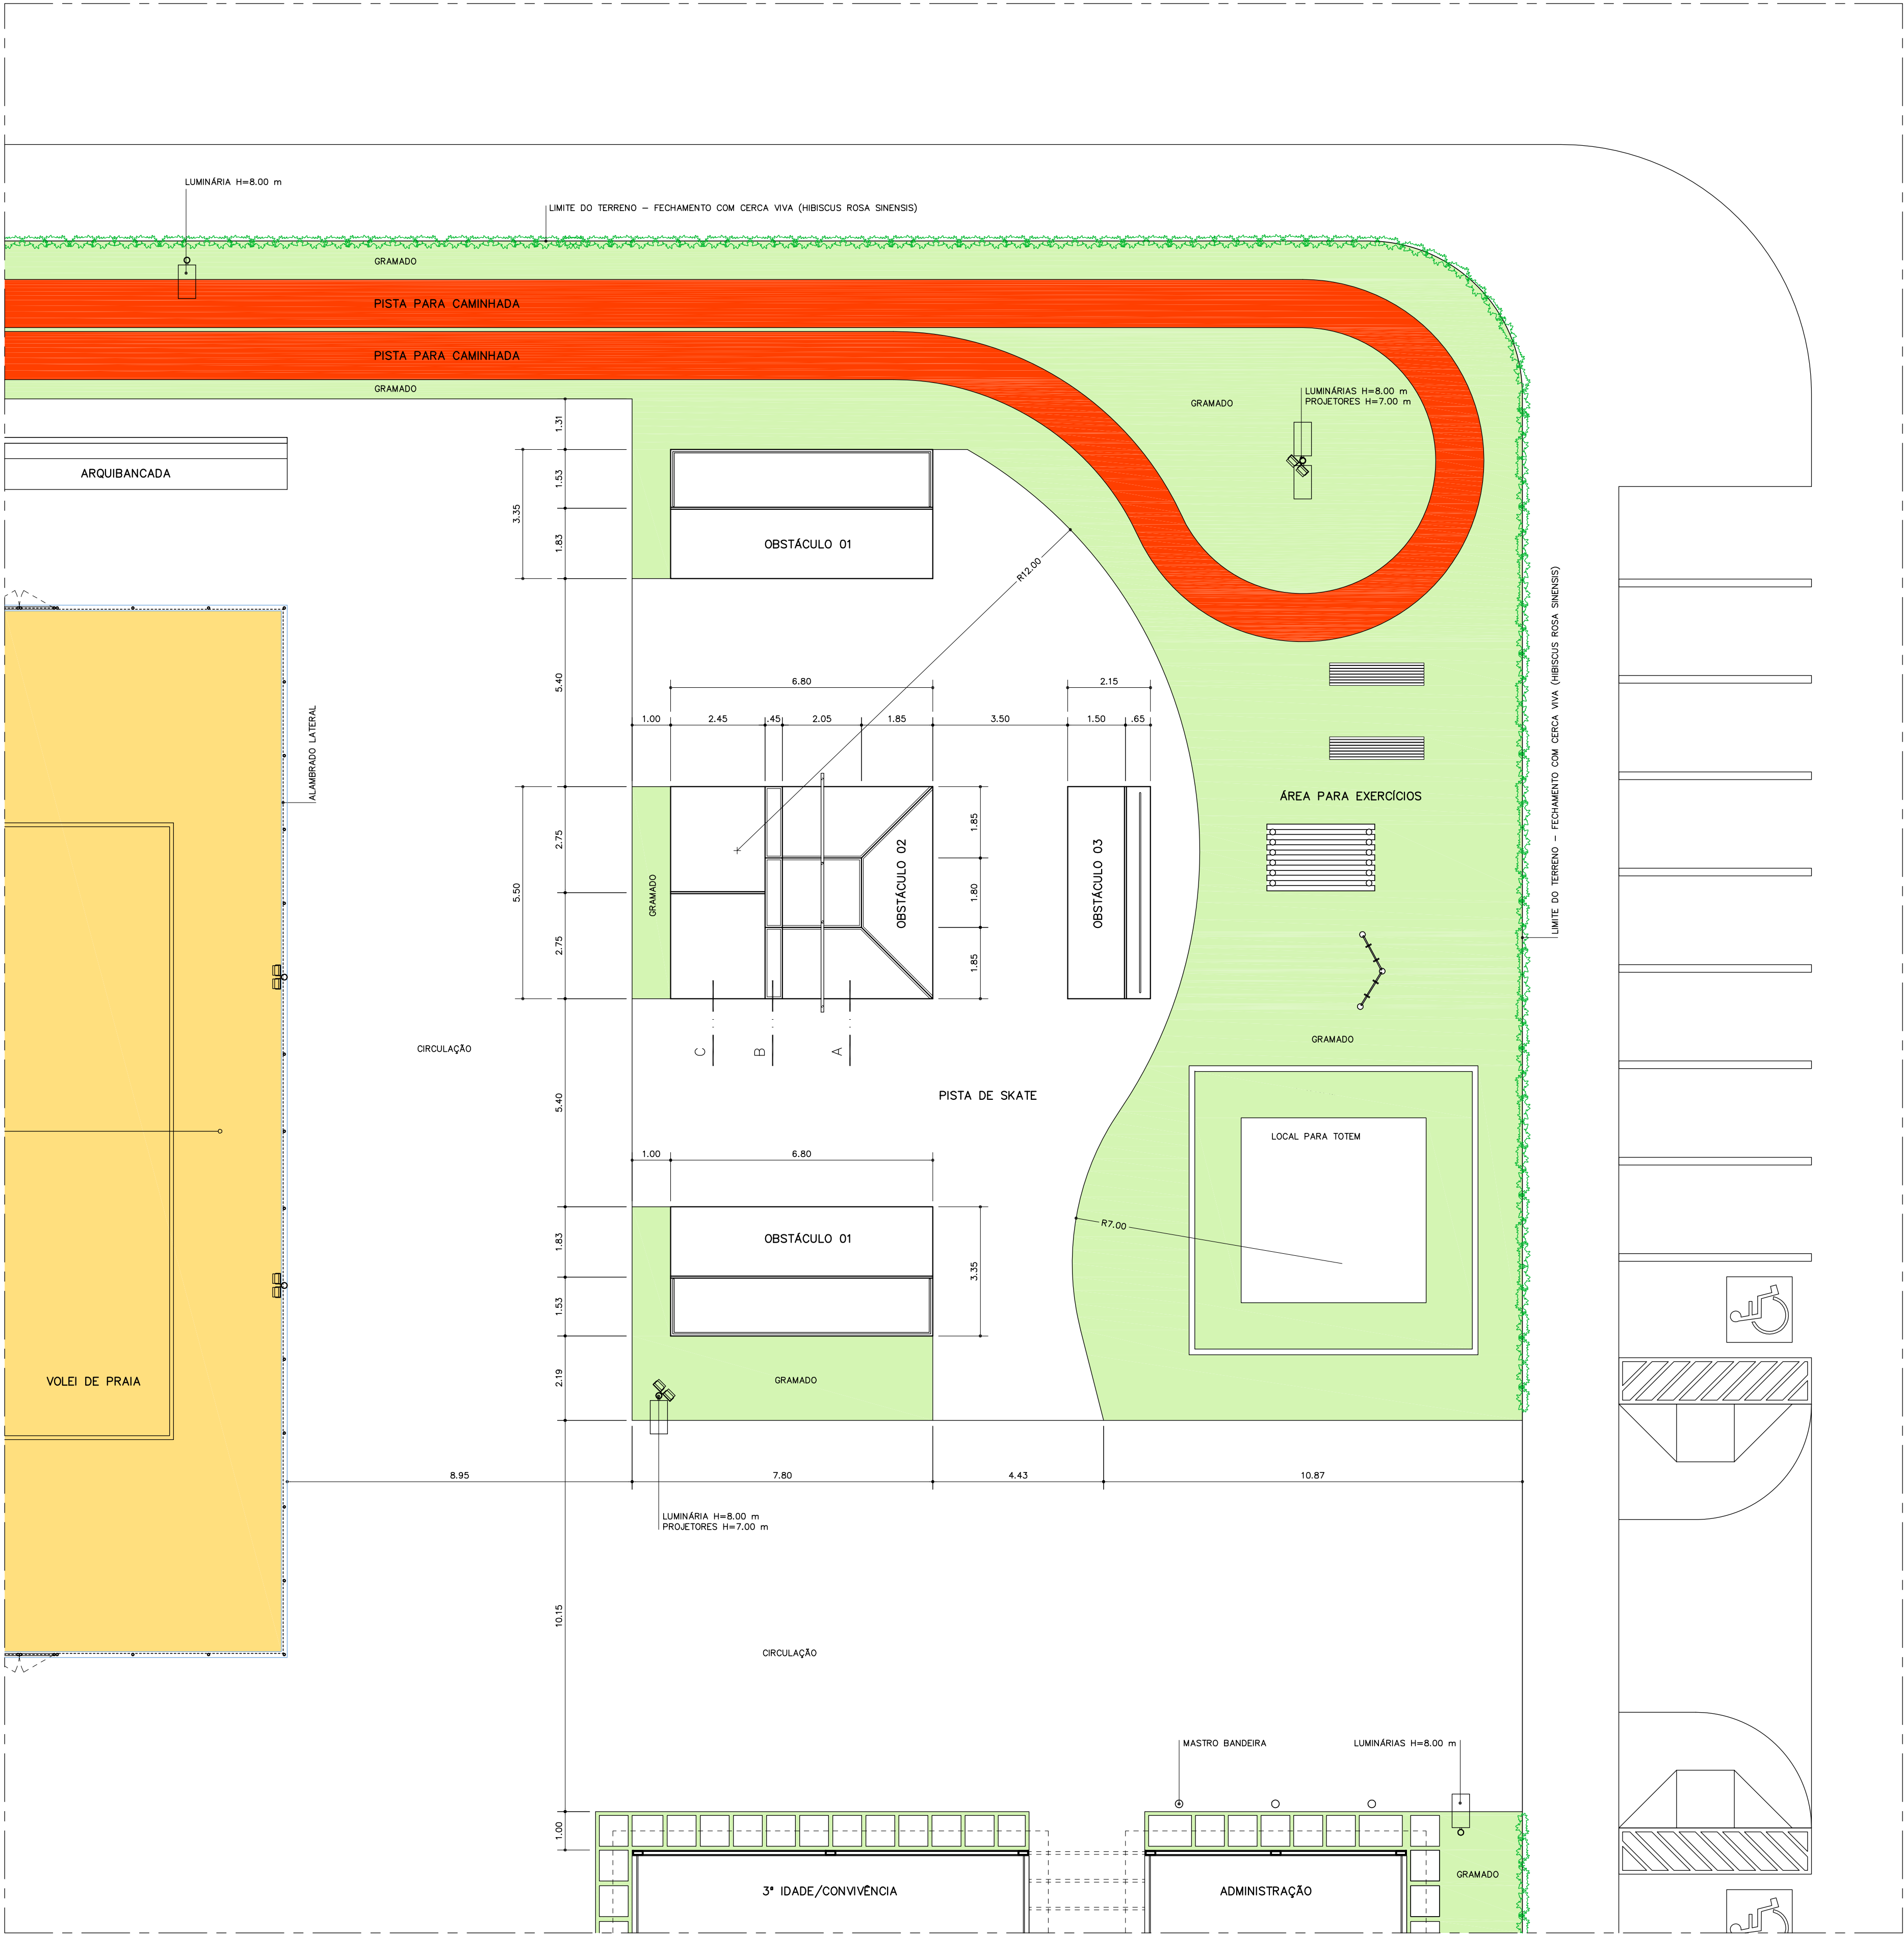 LUMINÁRIA H=8.00 m
LIMITE DO TERRENO – FECHAMENTO COM CERCA VIVA (HIBISCUS ROSA SINENSIS)
GRAMADO
PISTA PARA CAMINHADA
PISTA PARA CAMINHADA
GRAMADO
LUMINÁRIAS H=8.00 m
PROJETORES H=7.00 m
GRAMADO
1.31
ARQUIBANCADA
1.53
3.35
1.83
OBSTÁCULO 01
R12.00
LIMITE DO TERRENO – FECHAMENTO COM CERCA VIVA (HIBISCUS ROSA SINENSIS)
5.40
6.80
2.15
1.00
2.45
.45
2.05
1.85
3.50
1.50
.65
ALAMBRADO LATERAL
ÁREA PARA EXERCÍCIOS
2.75
1.85
5.50
GRAMADO
OBSTÁCULO 02
1.80
OBSTÁCULO 03
2.75
1.85
GRAMADO
CIRCULAÇÃO
C
B
A
5.40
PISTA DE SKATE
LOCAL PARA TOTEM
1.00
6.80
R7.00
1.83
OBSTÁCULO 01
3.35
1.53
VOLEI DE PRAIA
2.19
GRAMADO
8.95
7.80
4.43
10.87
LUMINÁRIA H=8.00 m
PROJETORES H=7.00 m
10.15
CIRCULAÇÃO
MASTRO BANDEIRA
LUMINÁRIAS H=8.00 m
1.00
GRAMADO
3ª IDADE/CONVIVÊNCIA
ADMINISTRAÇÃO